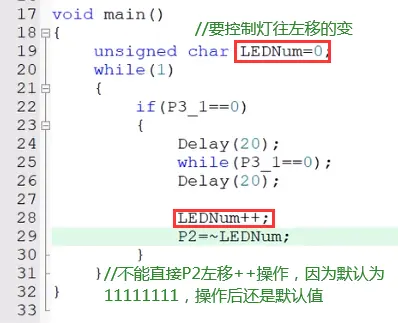 17 void main()
18 { //要控制灯往左移的变
19 unsigned char LEDNum=0;
20 while(1)
21 {
22 if(P3_1==0)
23 {
24 Delay(20);
25 while(P3_1==0);
26 Delay(20);
27
28 LEDNum++;
29 P2=~LEDNum;
30 }
31 }//不能直接P2左移++操作，因为默认为
32 } 11111111，操作后还是默认值
33